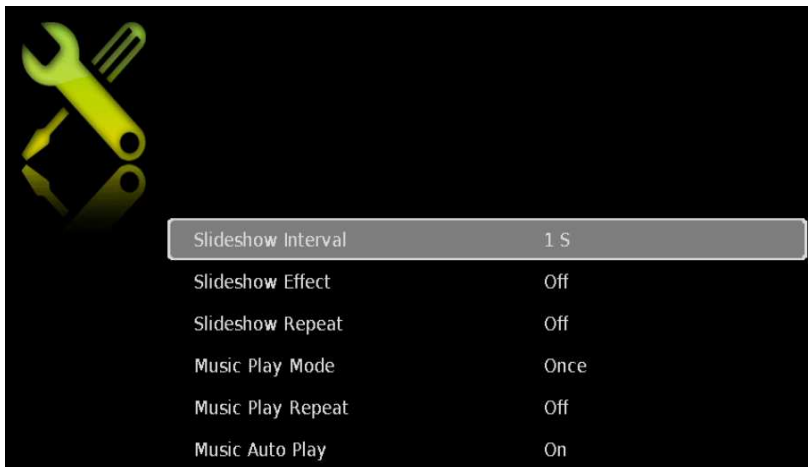 Slideshow Interval 1 S
Slideshow Effect Off
Slideshow Repeat Off
Music Play Mode Once
Music Play Repeat Off
Music Auto Play On